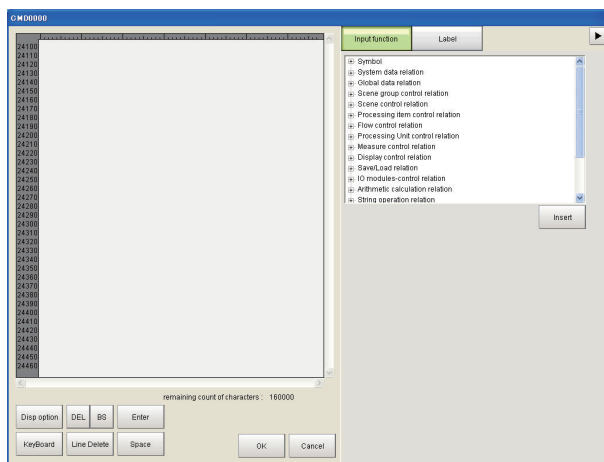 CMD0000
24100
24110
24120
24130
24140
24150
24160
24170
24180
24190
24200
24210
24220
24230
24240
24250
24260
24270
24280
24290
24300
24310
24320
24330
24340
24350
24360
24370
24380
24390
24400
24410
24420
24430
24440
24450
24460
remaining count of characters : 160000
Disp option
DEL
BS
Enter
KeyBoard
Line Delete
Space
OK
Cancel
Input function
Label
Symbol
System data relation
Global data relation
Scene group control relation
Scene control relation
Processing item control relation
Flow control relation
Processing Unit control relation
Measure control relation
Display control relation
Save/Load relation
IO modules-control relation
Arithmetic calculation relation
String operation relation
Insert